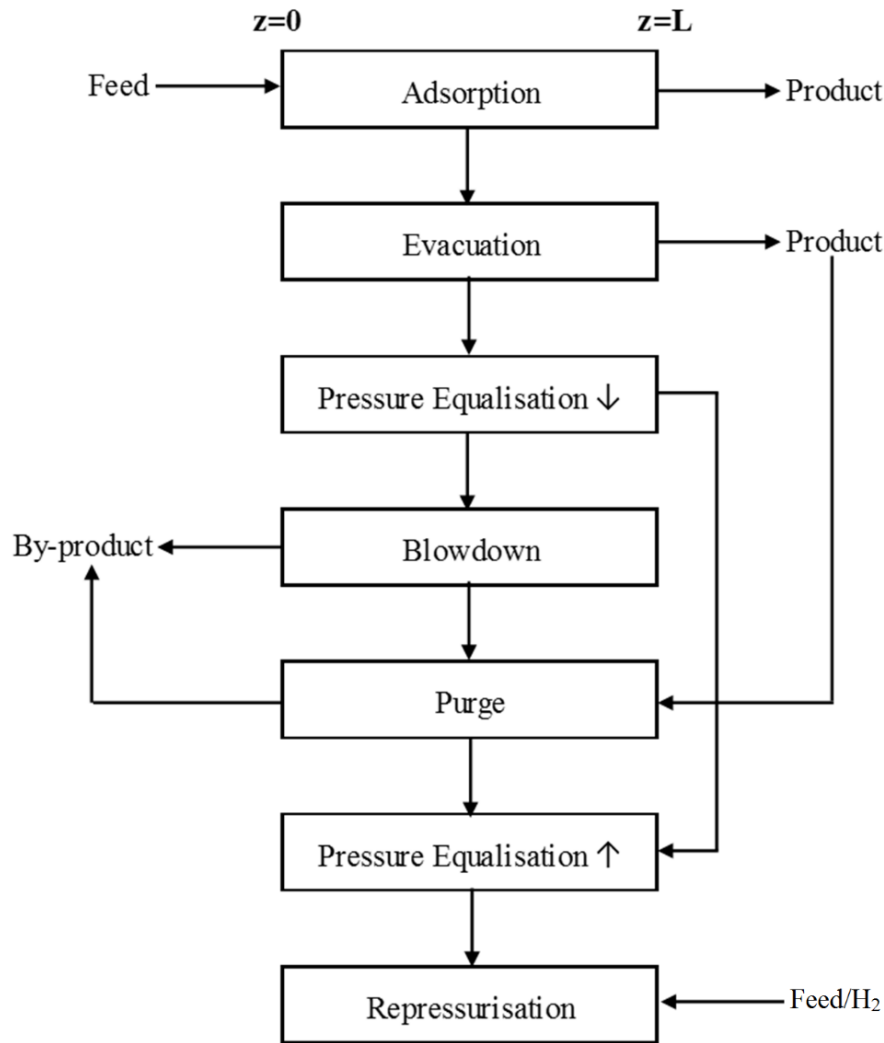 z=0 z=L
Feed Adsorption Product
Evacuation Product
Pressure Equalisation ↓
By-product Blowdown
Purge
Pressure Equalisation ↑
Repressurisation Feed/H₂